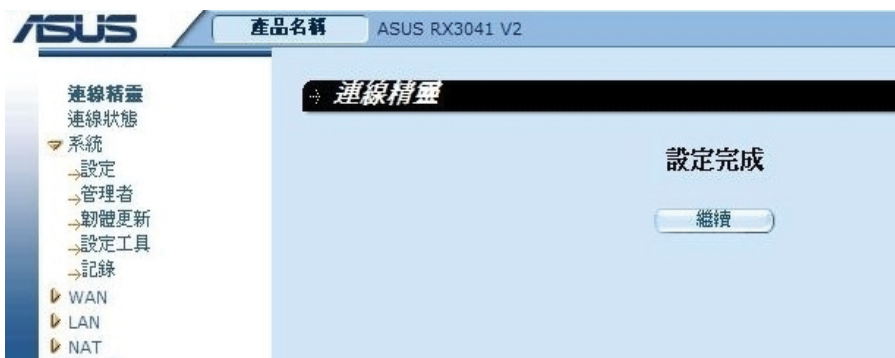 ASUS
產品名稱 ASUS RX3041 V2
連線精靈
連線狀態
系統
設定
管理者
韌體更新
設定工具
記錄
WAN
LAN
NAT
連線精靈
設定完成
繼續